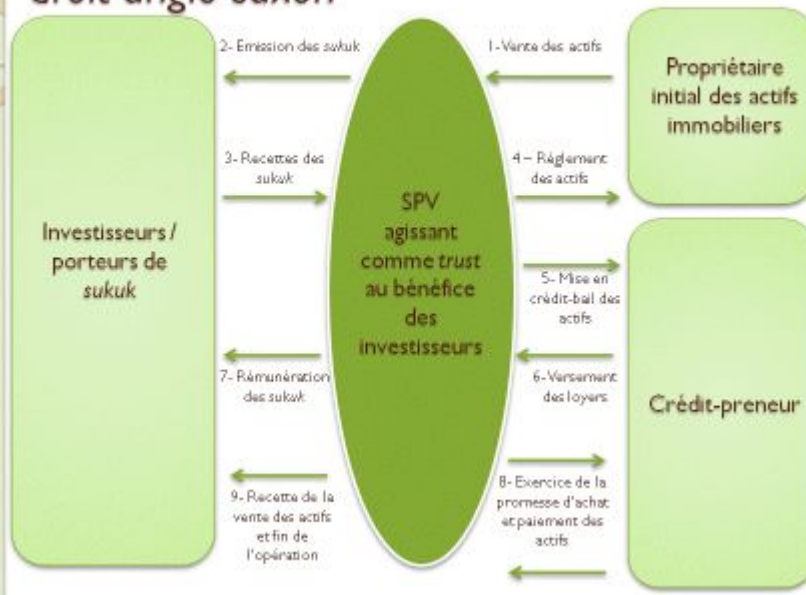 droit anglo-saxon
2- Emission des sukuk
1-Vente des actifs
Propriétaire
initial des actifs
immobiliers
3- Recettes des
sukuk
4 – Règlement
des actifs
Investisseurs /
porteurs de
sukuk
SPV
agissant
comme trust
au bénéfice
des
investisseurs
5- Mise en
crédit-bail des
actifs
7- Rémunération
des sukuk
6-Versement
des loyers
Crédit-preneur
9- Recette de la
vente des actifs
et fin de
l'opération
8- Exercice de la
promesse d'achat
et paiement des
actifs